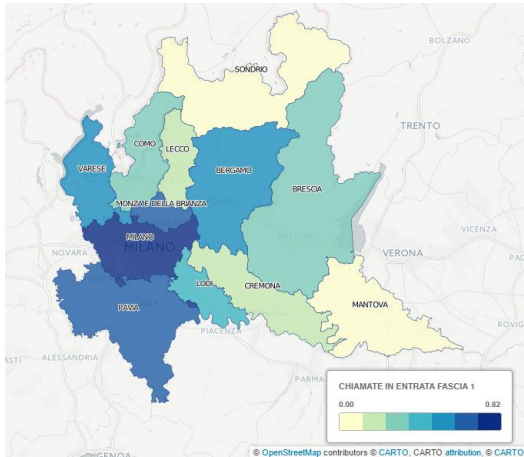 BOLZANO
SONDRIO
TRENTO
COMO
LECCO
VARESE
BERGAMO
BRESCIA
MONZA E DELLA BRIANZA
MILANO
MILANO
NOVARA
VICENZA
VERONA
LODI
CREMONA
PAVIA
MANTOVA
PIACENZA
ROVIG
ASTI
ALESSANDRIA
PARMA
CHIAMATE IN ENTRATA FASCIA 1
0.00 0.82
GENOA
© OpenStreetMap contributors © CARTO, CARTO attribution, © CARTO